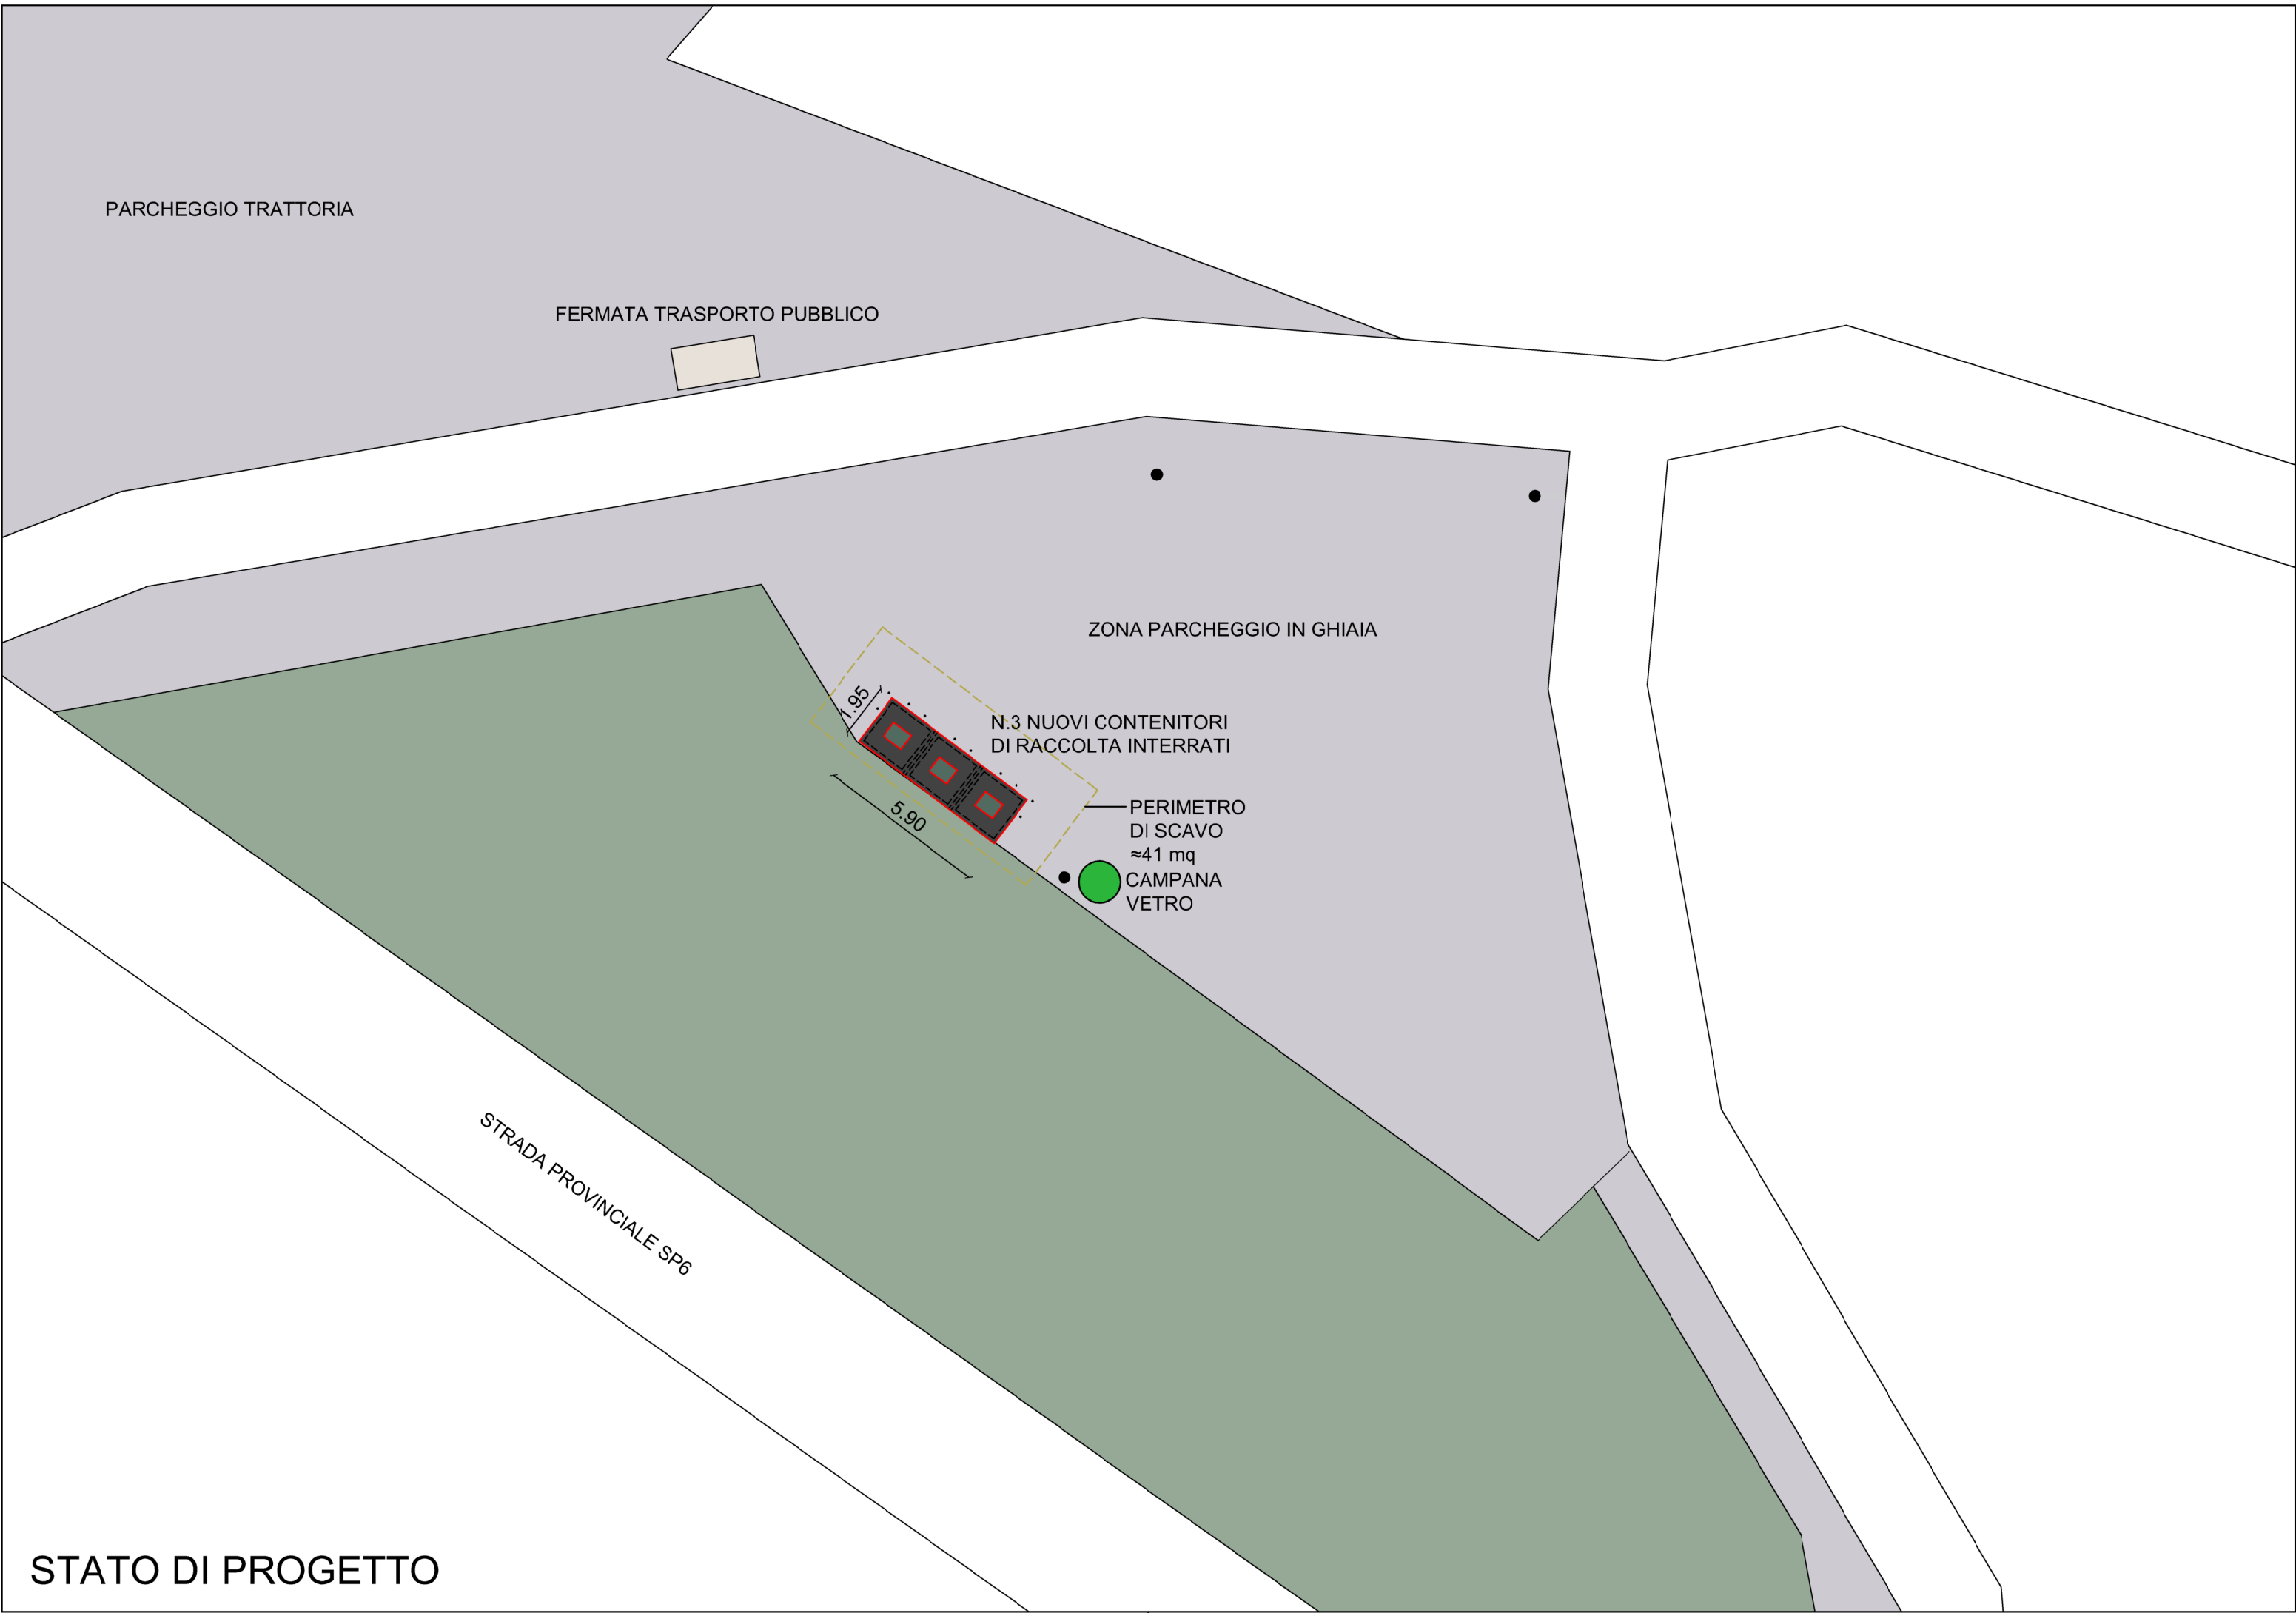 PARCHEGGIO TRATTORIA
FERMATA TRASPORTO PUBBLICO
ZONA PARCHEGGIO IN GHIAIA
1.95
N.3 NUOVI CONTENITORI
DI RACCOLTA INTERRATI
5.90
PERIMETRO
DI SCAVO
≈41 mq
CAMPANA
VETRO
STRADA PROVINCIALE SP6
STATO DI PROGETTO